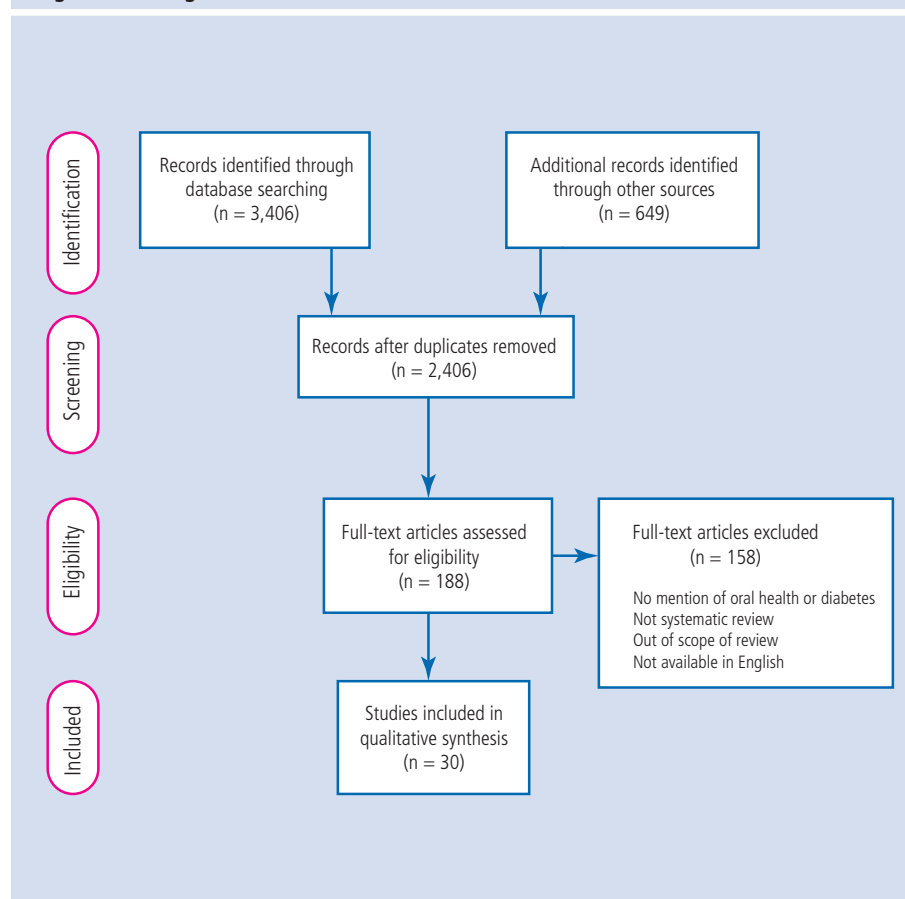 Identification
Records identified through
database searching
(n = 3,406)
Additional records identified
through other sources
(n = 649)
Screening
Records after duplicates removed
(n = 2,406)
Eligibility
Full-text articles assessed
for eligibility
(n = 188)
Full-text articles excluded
(n = 158)
No mention of oral health or diabetes
Not systematic review
Out of scope of review
Not available in English
Included
Studies included in
qualitative synthesis
(n = 30)